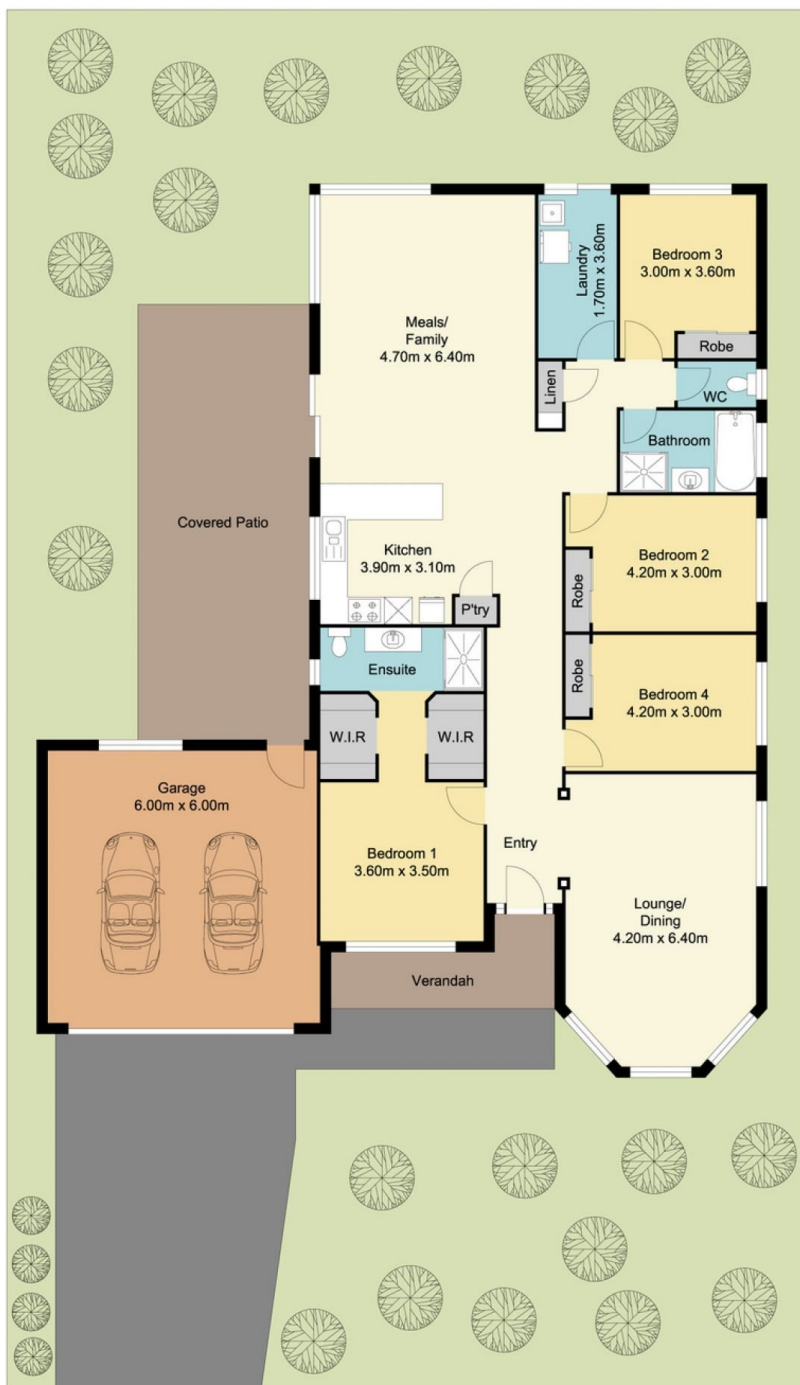 Laundry
1.70m x 3.60m
Bedroom 3
3.00m x 3.60m
Meals/
Family
4.70m x 6.40m
Robe
Linen
WC
Bathroom
Covered Patio
Kitchen
3.90m x 3.10m
Bedroom 2
4.20m x 3.00m
Robe
P'try
Ensuite
Robe
Bedroom 4
4.20m x 3.00m
W.I.R
W.I.R
Garage
6.00m x 6.00m
Entry
Bedroom 1
3.60m x 3.50m
Lounge/
Dining
4.20m x 6.40m
Verandah